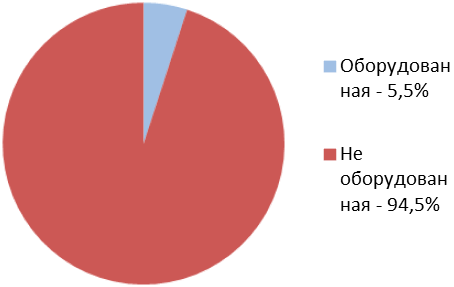 Оборудован
ная - 5,5%
Не
оборудован
ная - 94,5%